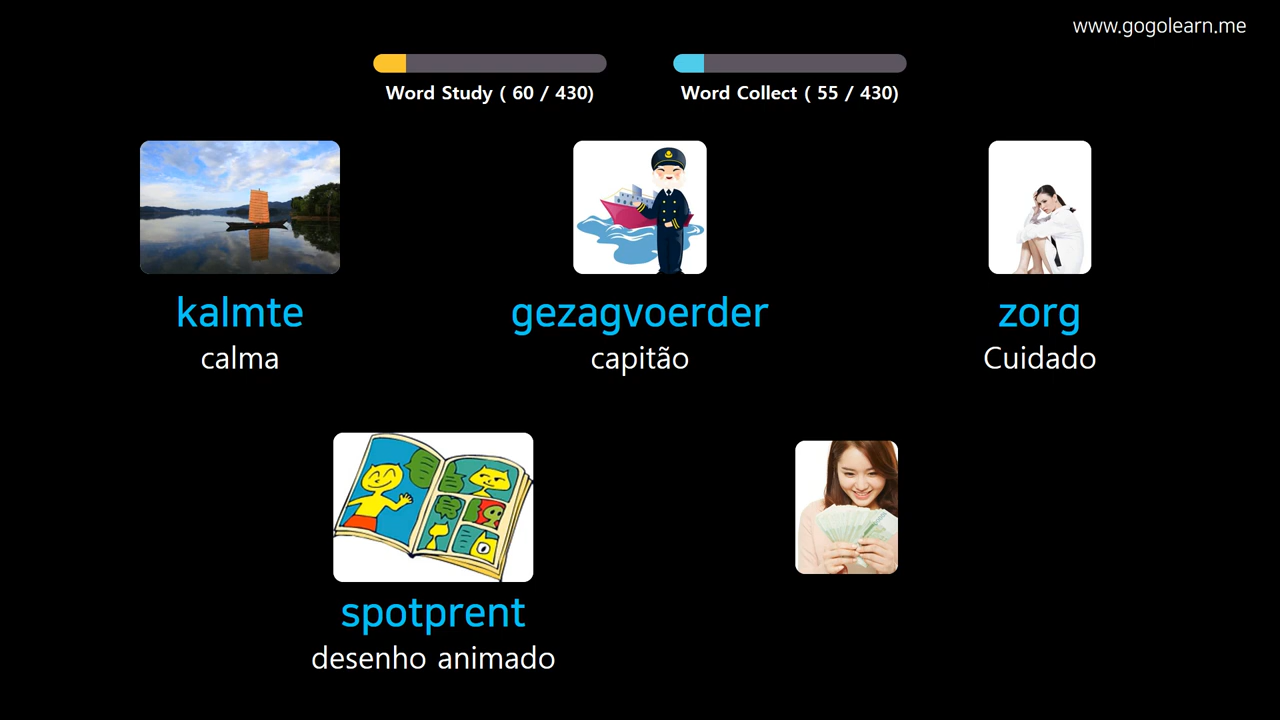 www.gogolearn.me
Word Study ( 60 / 430)
Word Collect ( 55 / 430)
kalmte
calma
gezagvoerder
capitão
zorg
Cuidado
spotprent
desenho animado